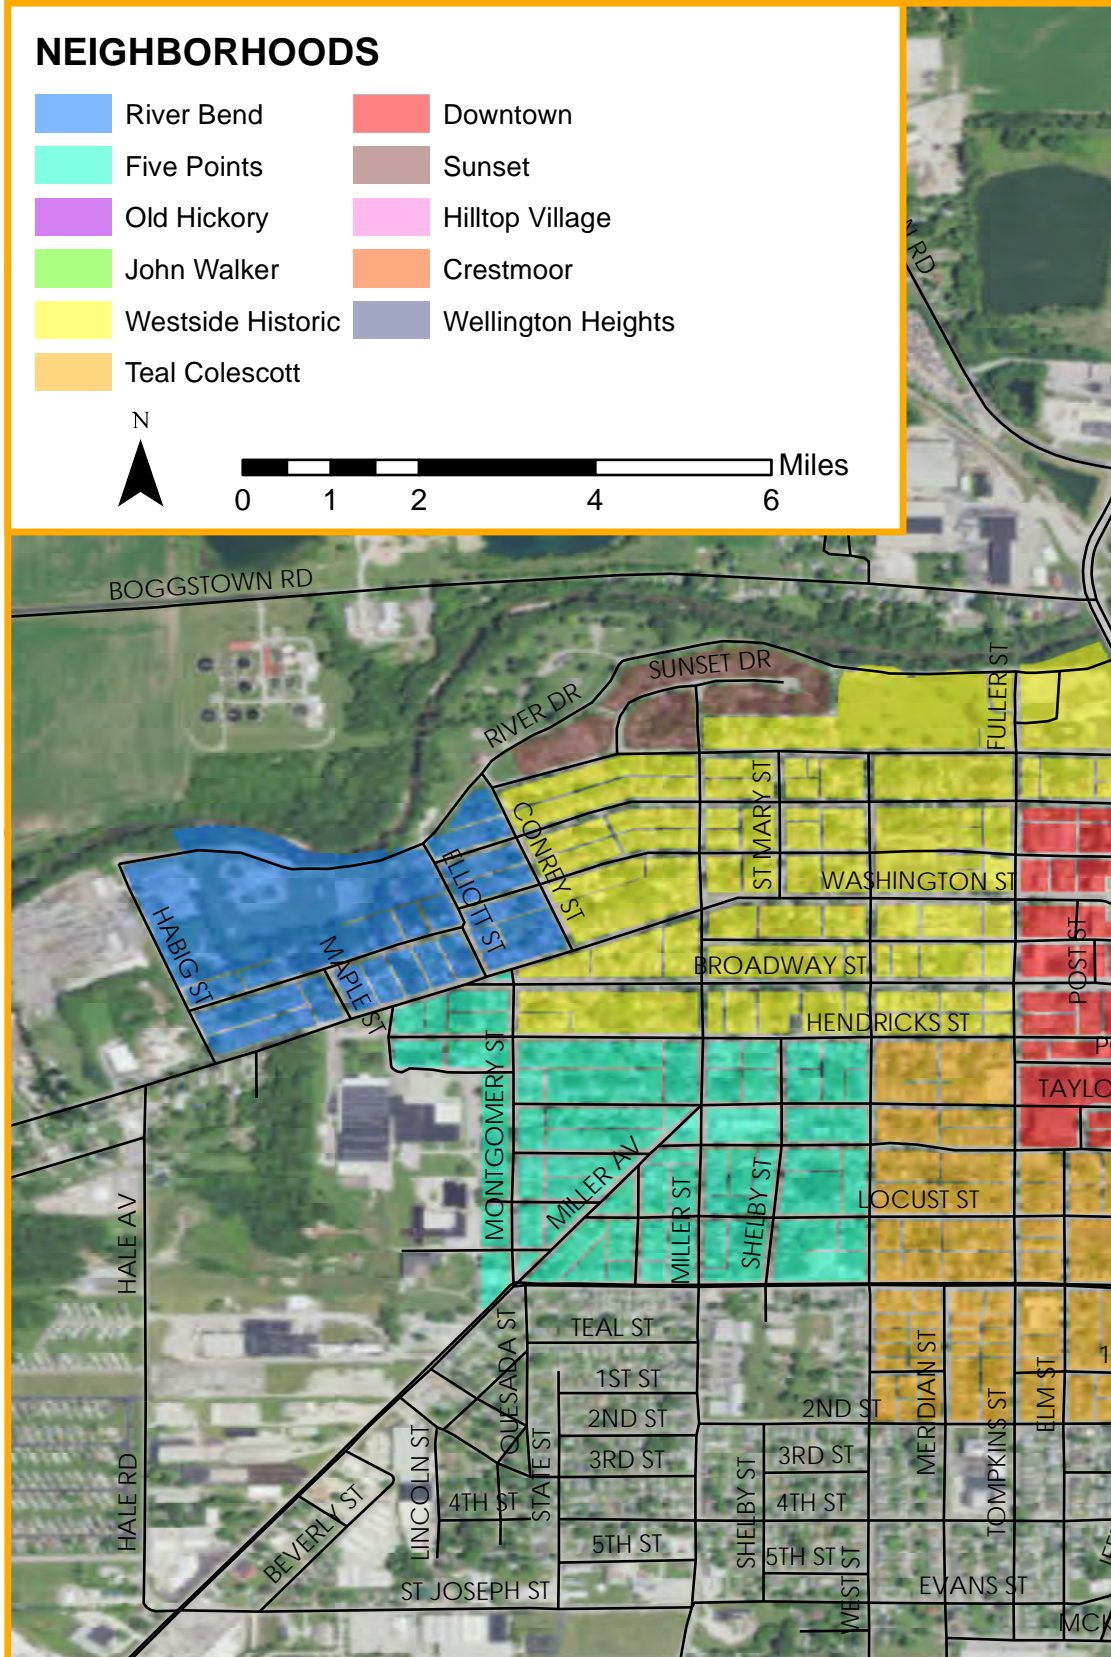 NEIGHBORHOODS
River Bend
Five Points
Old Hickory
John Walker
Westside Historic
Teal Colescott
Downtown
Sunset
Hilltop Village
Crestmoor
Wellington Heights
N
Miles
0 1 2 4 6
N RD
BOGGSTOWN RD
SUNSET DR
FULLER ST
RIVER DR
CONREY ST
ST MARY ST
ELLIOTT ST
WASHINGTON ST
HABIG ST
MAPLE ST
BROADWAY ST
POST ST
HENDRICKS ST
MONTGOMERY ST
P
TAYLO
MILLER AV
MILLER ST
SHELBY ST
LOCUST ST
HALE AV
QUESADA ST
TEAL ST
MERIDIAN ST
ELM ST
1
1ST ST
2ND ST
2ND ST
TOMPKINS ST
3RD ST
3RD ST
LINCOLN ST
STATE ST
SHELBY ST
HALE RD
4TH ST
4TH ST
BEVERLY ST
5TH ST
5TH ST
WEST ST
ST JOSEPH ST
EVANS ST
MCK